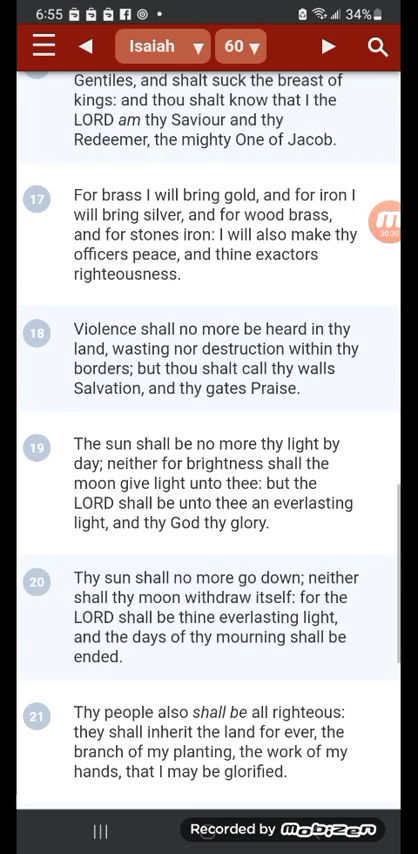 6:55
34%
Isaiah
60
Gentiles, and shalt suck the breast of
kings: and thou shalt know that I the
LORD am thy Saviour and thy
Redeemer, the mighty One of Jacob.
17
For brass I will bring gold, and for iron I
will bring silver, and for wood brass,
and for stones iron: I will also make thy
officers peace, and thine exactors
righteousness.
30:30
18
Violence shall no more be heard in thy
land, wasting nor destruction within thy
borders; but thou shalt call thy walls
Salvation, and thy gates Praise.
19
The sun shall be no more thy light by
day; neither for brightness shall the
moon give light unto thee: but the
LORD shall be unto thee an everlasting
light, and thy God thy glory.
20
Thy sun shall no more go down; neither
shall thy moon withdraw itself: for the
LORD shall be thine everlasting light,
and the days of thy mourning shall be
ended.
21
Thy people also shall be all righteous:
they shall inherit the land for ever, the
branch of my planting, the work of my
hands, that I may be glorified.
Recorded by mobizen